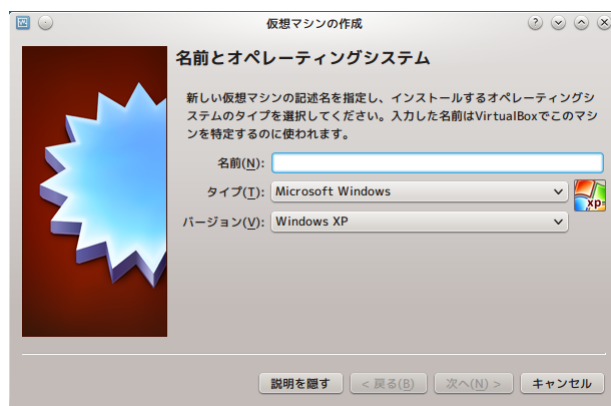 仮想マシンの作成
名前とオペレーティングシステム
新しい仮想マシンの記述名を指定し、インストールするオペレーティングシ
ステムのタイプを選択してください。入力した名前はVirtualBoxでこのマシ
ンを特定するのに使われます。
名前(N):
タイプ(T): Microsoft Windows
xp
バージョン(V): Windows XP
説明を隠す < 戻る(B) 次へ(N) > キャンセル